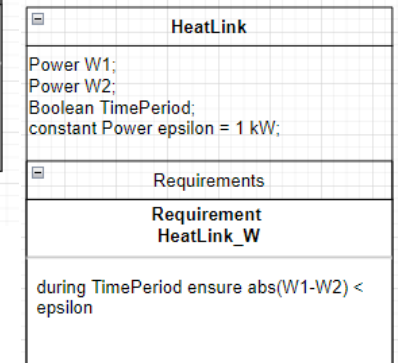 HeatLink
Power W1;
Power W2;
Boolean TimePeriod;
constant Power epsilon = 1 kW;
Requirements
Requirement
HeatLink_W
during TimePeriod ensure abs(W1-W2) <
epsilon